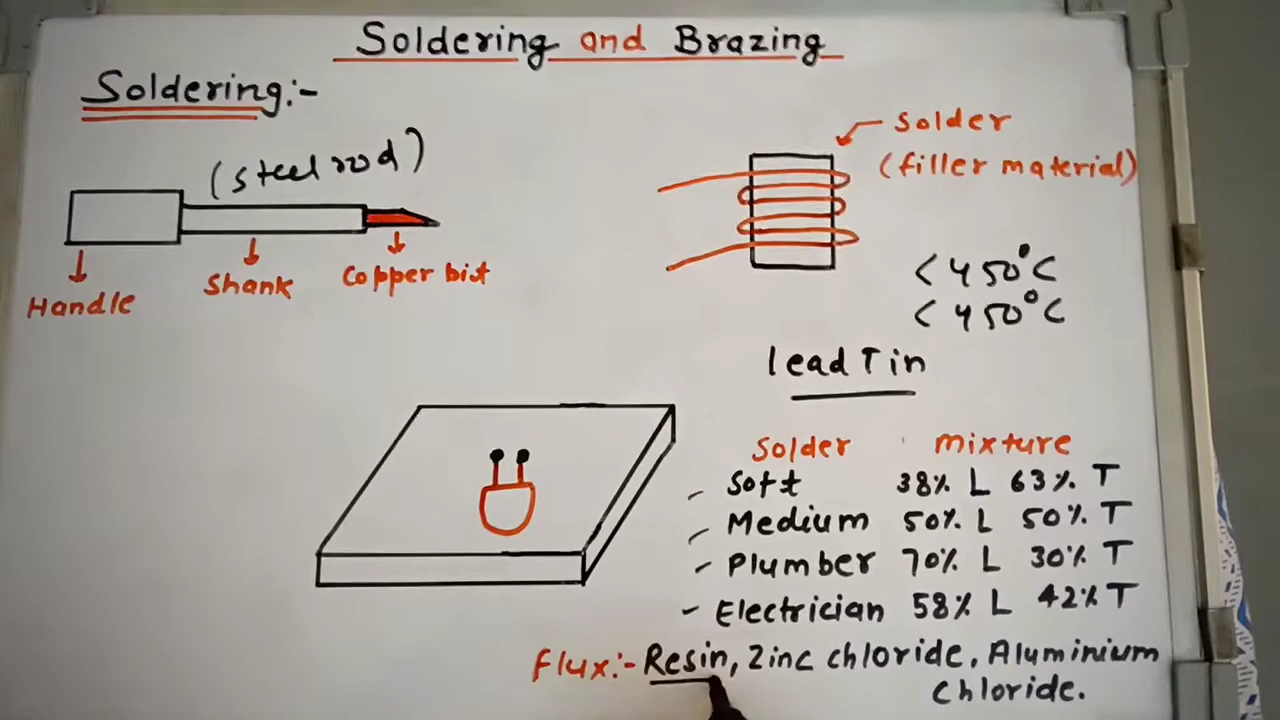 Soldering and Brazing
Soldering:-
(steel rod)
Handle
Shank
Copper bist
Solder
(filler material)
< 450°C
< 450°C
lead Tin
Solder mixture
Soft 38% L 63% T
Medium 50% L 50% T
Plumber 70% L 30% T
Electrician 58% L 42% T
Flux:- Resin, Zinc chloride, Aluminium
Chloride.